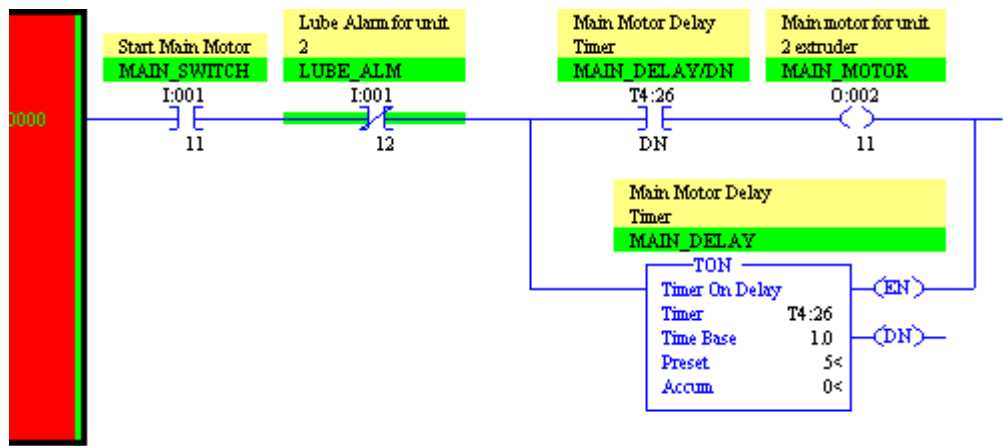 Start Main Motor
MAIN_SWITCH
I:001
11
Lube Alarm for unit
2
LUBE_ALM
I:001
12
Main Motor Delay
Timer
MAIN_DELAY/DN
T4:26
DN
Main motor for unit
2 extruder
MAIN_MOTOR
O:002
11
0000
Main Motor Delay
Timer
MAIN_DELAY
TON
Timer On Delay
Timer T4:26
Time Base 1.0
Preset 5<
Accum 0<
EN
DN